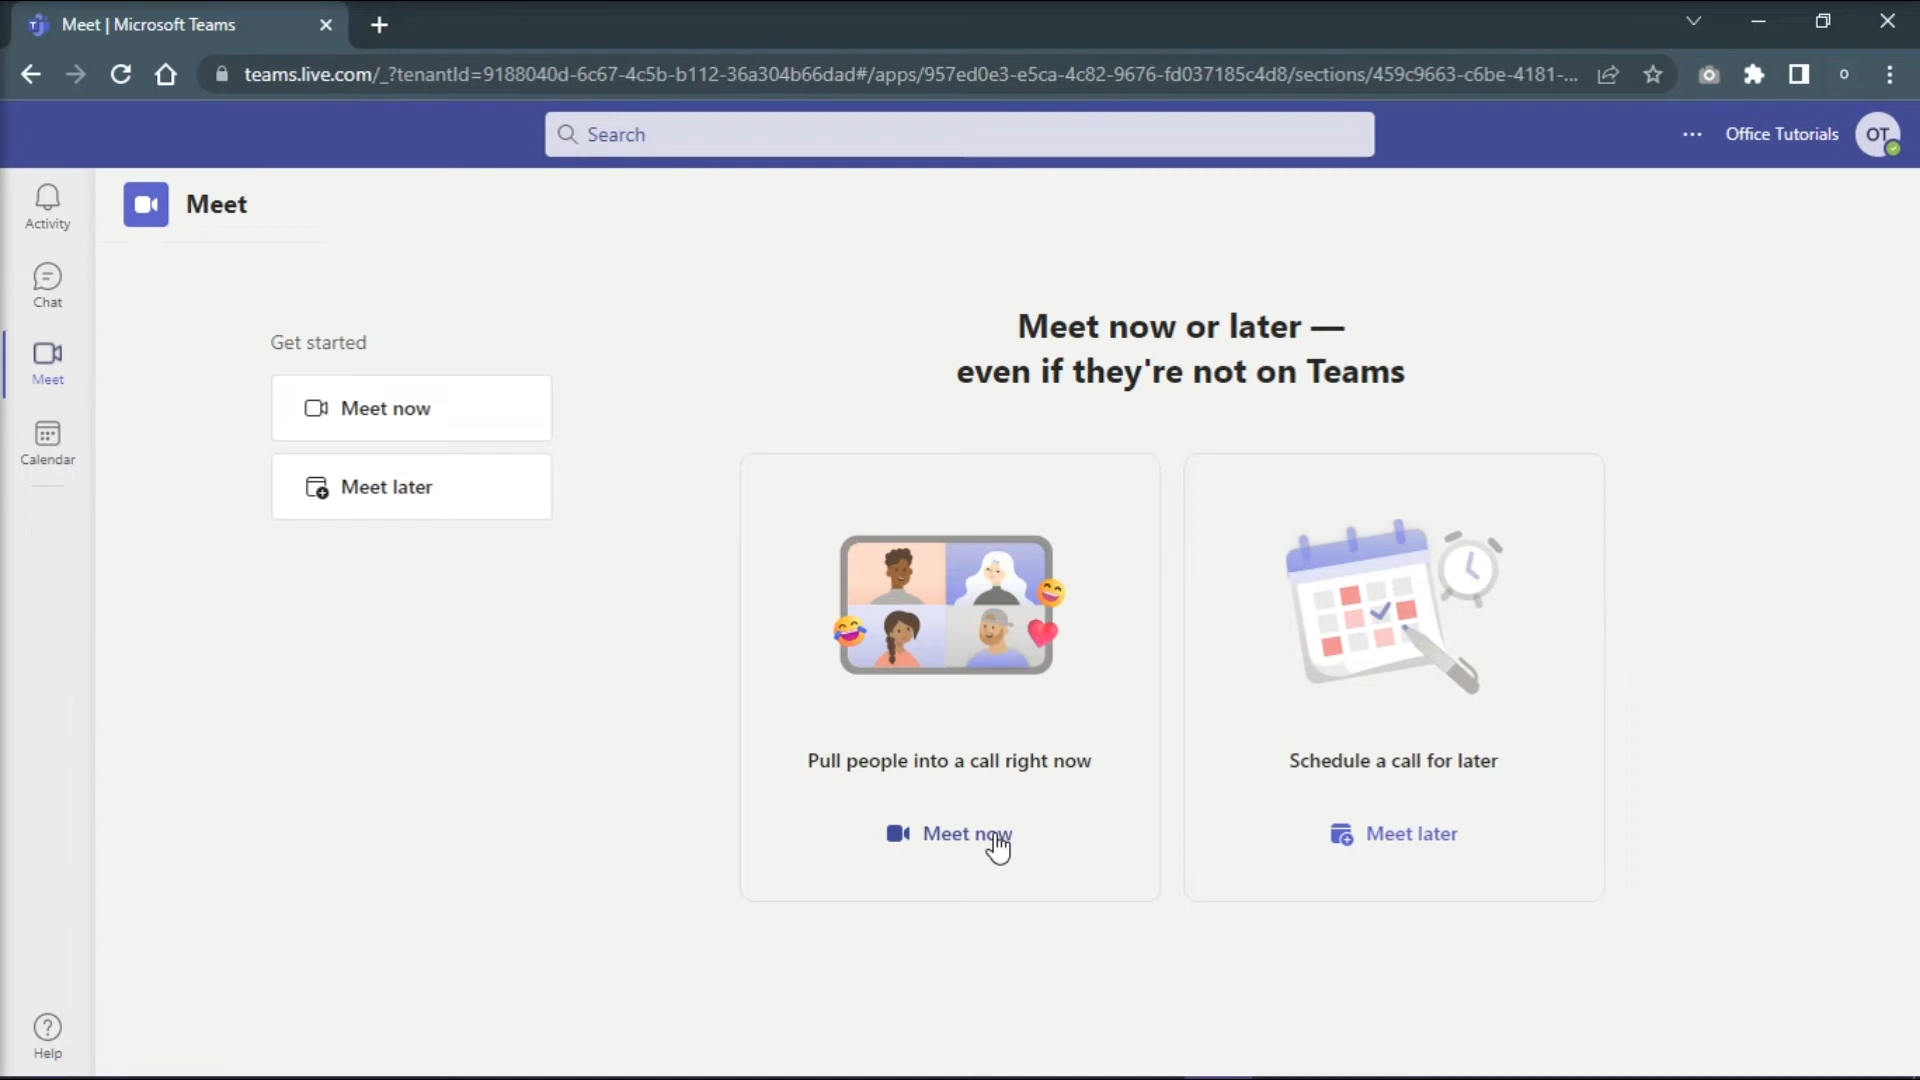 Meet | Microsoft Teams
teams.live.com/_?tenantId=9188040d-6c67-4c5b-b112-36a304b66dad#/apps/957ed0e3-e5ca-4c82-9676-fd037185c4d8/sections/459c9663-c6be-4181-...
Search
Office Tutorials
OT
Activity
Chat
Meet
Calendar
Help
Meet
Get started
Meet now
Meet later
Meet now or later —
even if they're not on Teams
Pull people into a call right now
Meet now
Schedule a call for later
Meet later